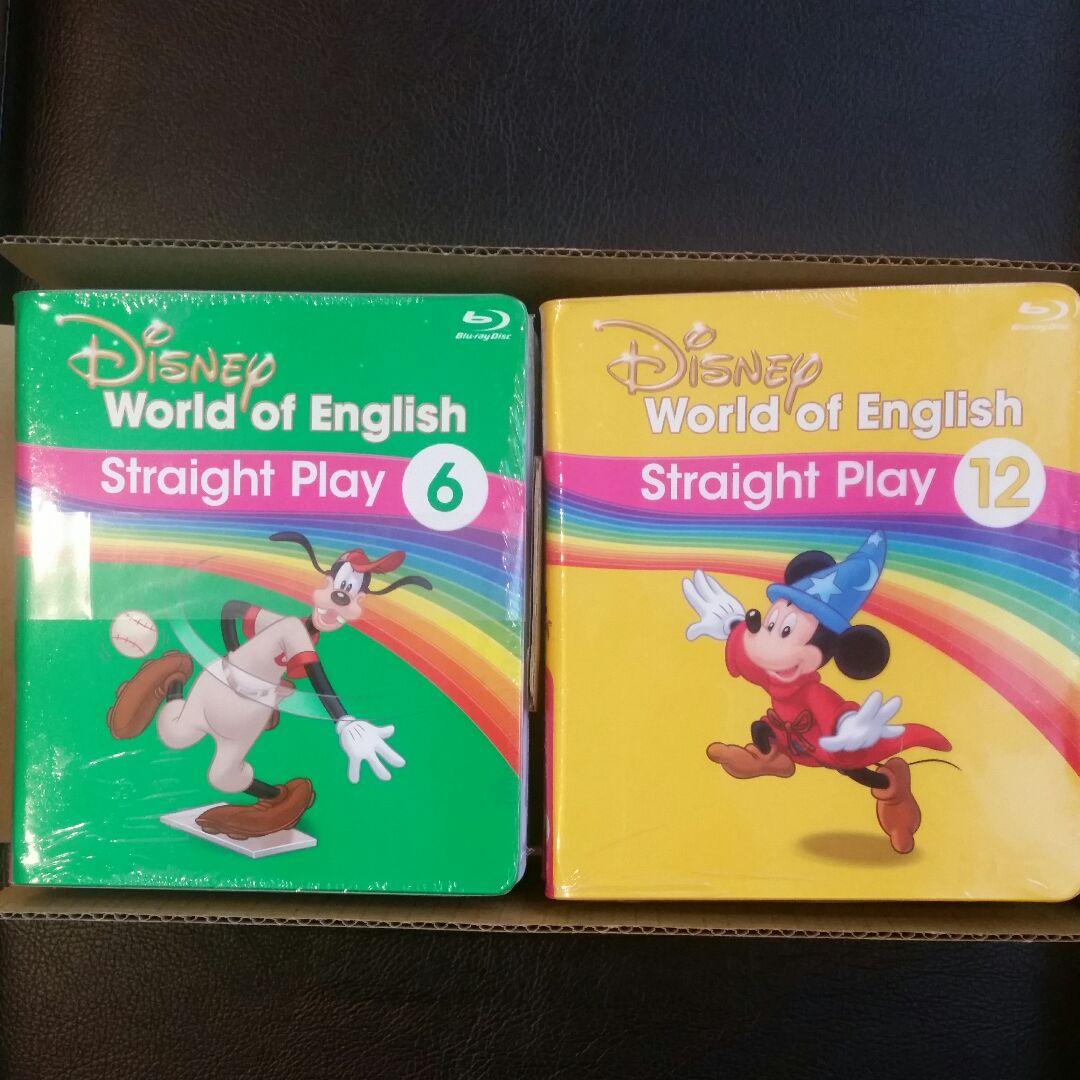 Blu-ray Disc
Disney
World of English
Straight Play 6
Blu-ray Disc
Disney
World of English
Straight Play 12